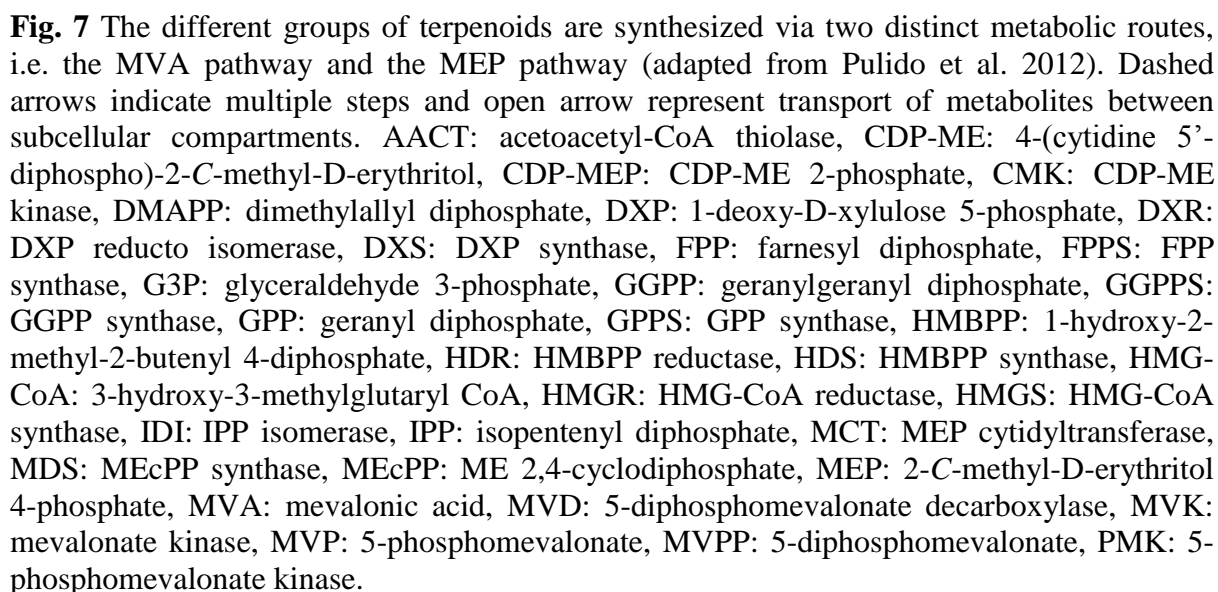 Fig. 7 The different groups of terpenoids are synthesized via two distinct metabolic routes,
i.e. the MVA pathway and the MEP pathway (adapted from Pulido et al. 2012). Dashed
arrows indicate multiple steps and open arrow represent transport of metabolites between
subcellular compartments. AACT: acetoacetyl-CoA thiolase, CDP-ME: 4-(cytidine 5’-
diphospho)-2-C-methyl-D-erythritol, CDP-MEP: CDP-ME 2-phosphate, CMK: CDP-ME
kinase, DMAPP: dimethylallyl diphosphate, DXP: 1-deoxy-D-xylulose 5-phosphate, DXR:
DXP reducto isomerase, DXS: DXP synthase, FPP: farnesyl diphosphate, FPPS: FPP
synthase, G3P: glyceraldehyde 3-phosphate, GGPP: geranylgeranyl diphosphate, GGPPS:
GGPP synthase, GPP: geranyl diphosphate, GPPS: GPP synthase, HMBPP: 1-hydroxy-2-
methyl-2-butenyl 4-diphosphate, HDR: HMBPP reductase, HDS: HMBPP synthase, HMG-
CoA: 3-hydroxy-3-methylglutaryl CoA, HMGR: HMG-CoA reductase, HMGS: HMG-CoA
synthase, IDI: IPP isomerase, IPP: isopentenyl diphosphate, MCT: MEP cytidyltransferase,
MDS: MEcPP synthase, MEcPP: ME 2,4-cyclodiphosphate, MEP: 2-C-methyl-D-erythritol
4-phosphate, MVA: mevalonic acid, MVD: 5-diphosphomevalonate decarboxylase, MVK:
mevalonate kinase, MVP: 5-phosphomevalonate, MVPP: 5-diphosphomevalonate, PMK: 5-
phosphomevalonate kinase.